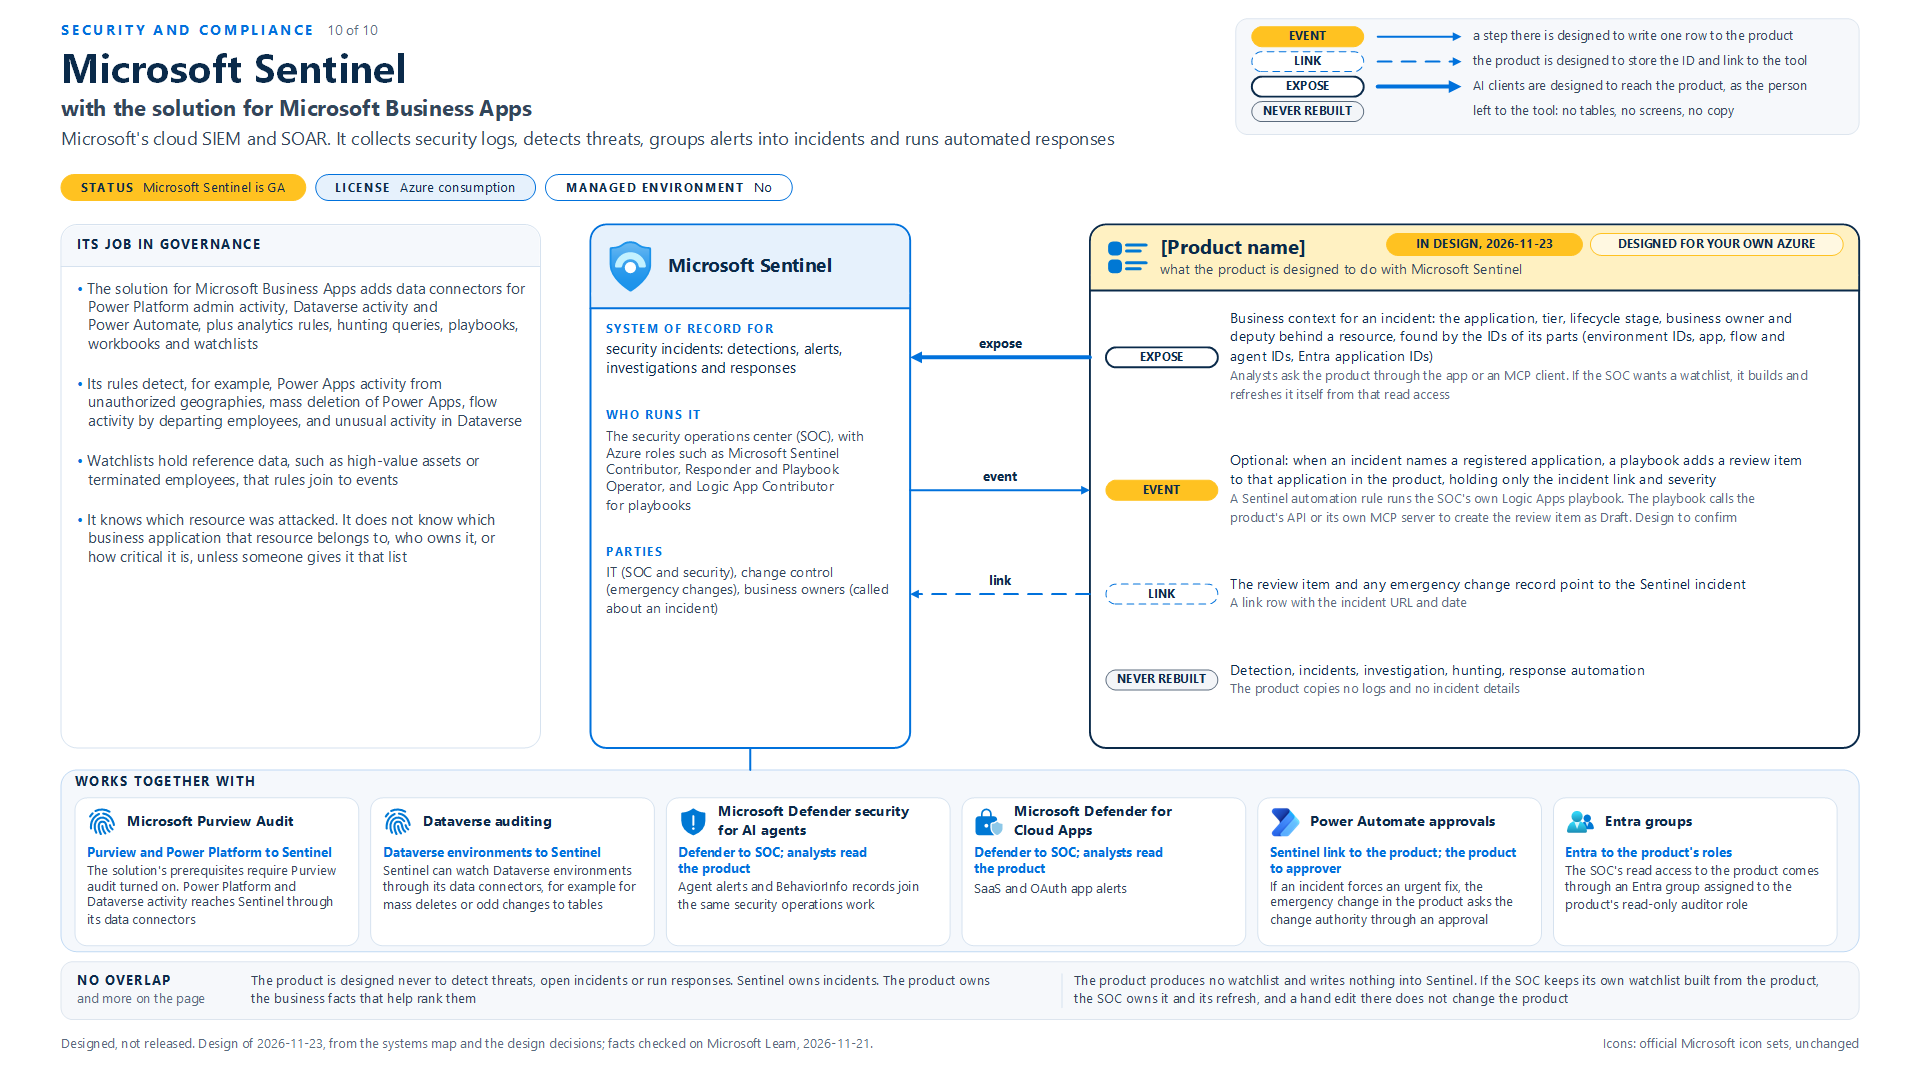 SECURITY AND COMPLIANCE 10 of 10
Microsoft Sentinel
with the solution for Microsoft Business Apps
Microsoft's cloud SIEM and SOAR. It collects security logs, detects threats, groups alerts into incidents and runs automated responses
EVENT a step there is designed to write one row to the product
LINK the product is designed to store the ID and link to the tool
EXPOSE AI clients are designed to reach the product, as the person
NEVER REBUILT left to the tool: no tables, no screens, no copy
STATUS Microsoft Sentinel is GA
LICENSE Azure consumption
MANAGED ENVIRONMENT No
ITS JOB IN GOVERNANCE
• The solution for Microsoft Business Apps adds data connectors for
Power Platform admin activity, Dataverse activity and
Power Automate, plus analytics rules, hunting queries, playbooks,
workbooks and watchlists
• Its rules detect, for example, Power Apps activity from
unauthorized geographies, mass deletion of Power Apps, flow
activity by departing employees, and unusual activity in Dataverse
• Watchlists hold reference data, such as high-value assets or
terminated employees, that rules join to events
• It knows which resource was attacked. It does not know which
business application that resource belongs to, who owns it, or
how critical it is, unless someone gives it that list
Microsoft Sentinel
SYSTEM OF RECORD FOR
security incidents: detections, alerts,
investigations and responses
WHO RUNS IT
The security operations center (SOC), with
Azure roles such as Microsoft Sentinel
Contributor, Responder and Playbook
Operator, and Logic App Contributor
for playbooks
PARTIES
IT (SOC and security), change control
(emergency changes), business owners (called
about an incident)
expose
event
link
[Product name]
IN DESIGN, 2026-11-23
DESIGNED FOR YOUR OWN AZURE
what the product is designed to do with Microsoft Sentinel
EXPOSE
Business context for an incident: the application, tier, lifecycle stage, business owner and
deputy behind a resource, found by the IDs of its parts (environment IDs, app, flow and
agent IDs, Entra application IDs)
Analysts ask the product through the app or an MCP client. If the SOC wants a watchlist, it builds and
refreshes it itself from that read access
EVENT
Optional: when an incident names a registered application, a playbook adds a review item
to that application in the product, holding only the incident link and severity
A Sentinel automation rule runs the SOC's own Logic Apps playbook. The playbook calls the
product's API or its own MCP server to create the review item as Draft. Design to confirm
LINK
The review item and any emergency change record point to the Sentinel incident
A link row with the incident URL and date
NEVER REBUILT
Detection, incidents, investigation, hunting, response automation
The product copies no logs and no incident details
WORKS TOGETHER WITH
Microsoft Purview Audit
Purview and Power Platform to Sentinel
The solution's prerequisites require Purview
audit turned on. Power Platform and
Dataverse activity reaches Sentinel through
its data connectors
Dataverse auditing
Dataverse environments to Sentinel
Sentinel can watch Dataverse environments
through its data connectors, for example for
mass deletes or odd changes to tables
Microsoft Defender security
for AI agents
Defender to SOC; analysts read
the product
Agent alerts and BehaviorInfo records join
the same security operations work
Microsoft Defender for
Cloud Apps
Defender to SOC; analysts read
the product
SaaS and OAuth app alerts
Power Automate approvals
Sentinel link to the product; the product
to approver
If an incident forces an urgent fix, the
emergency change in the product asks the
change authority through an approval
Entra groups
Entra to the product's roles
The SOC's read access to the product comes
through an Entra group assigned to the
product's read-only auditor role
NO OVERLAP
and more on the page
The product is designed never to detect threats, open incidents or run responses. Sentinel owns incidents. The product owns
the business facts that help rank them
The product produces no watchlist and writes nothing into Sentinel. If the SOC keeps its own watchlist built from the product,
the SOC owns it and its refresh, and a hand edit there does not change the product
Designed, not released. Design of 2026-11-23, from the systems map and the design decisions; facts checked on Microsoft Learn, 2026-11-21.
Icons: official Microsoft icon sets, unchanged